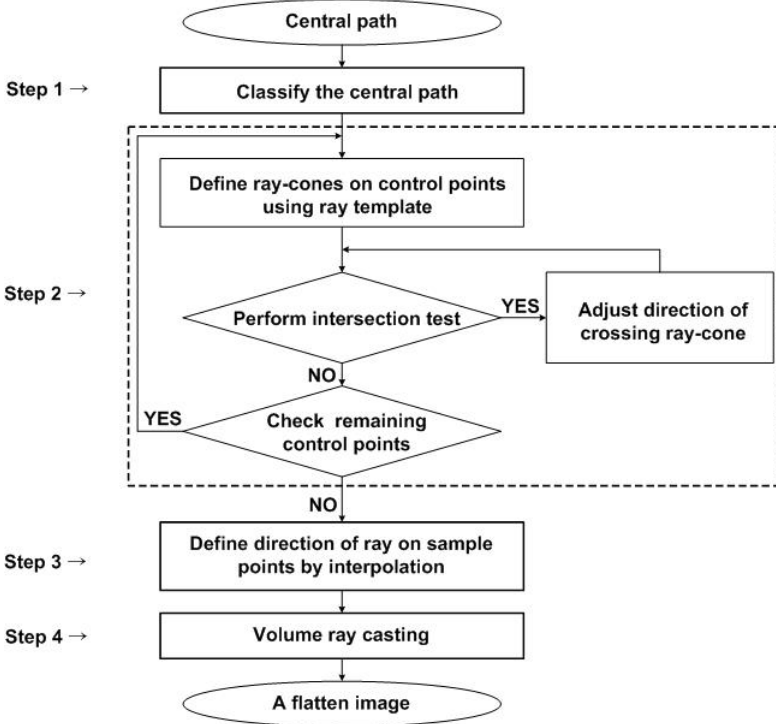 Central path
Step 1 →
Classify the central path
Define ray-cones on control points
using ray template
Step 2 →
Perform intersection test
YES
Adjust direction of
crossing ray-cone
NO
YES
Check remaining
control points
NO
Step 3 →
Define direction of ray on sample
points by interpolation
Step 4 →
Volume ray casting
A flatten image